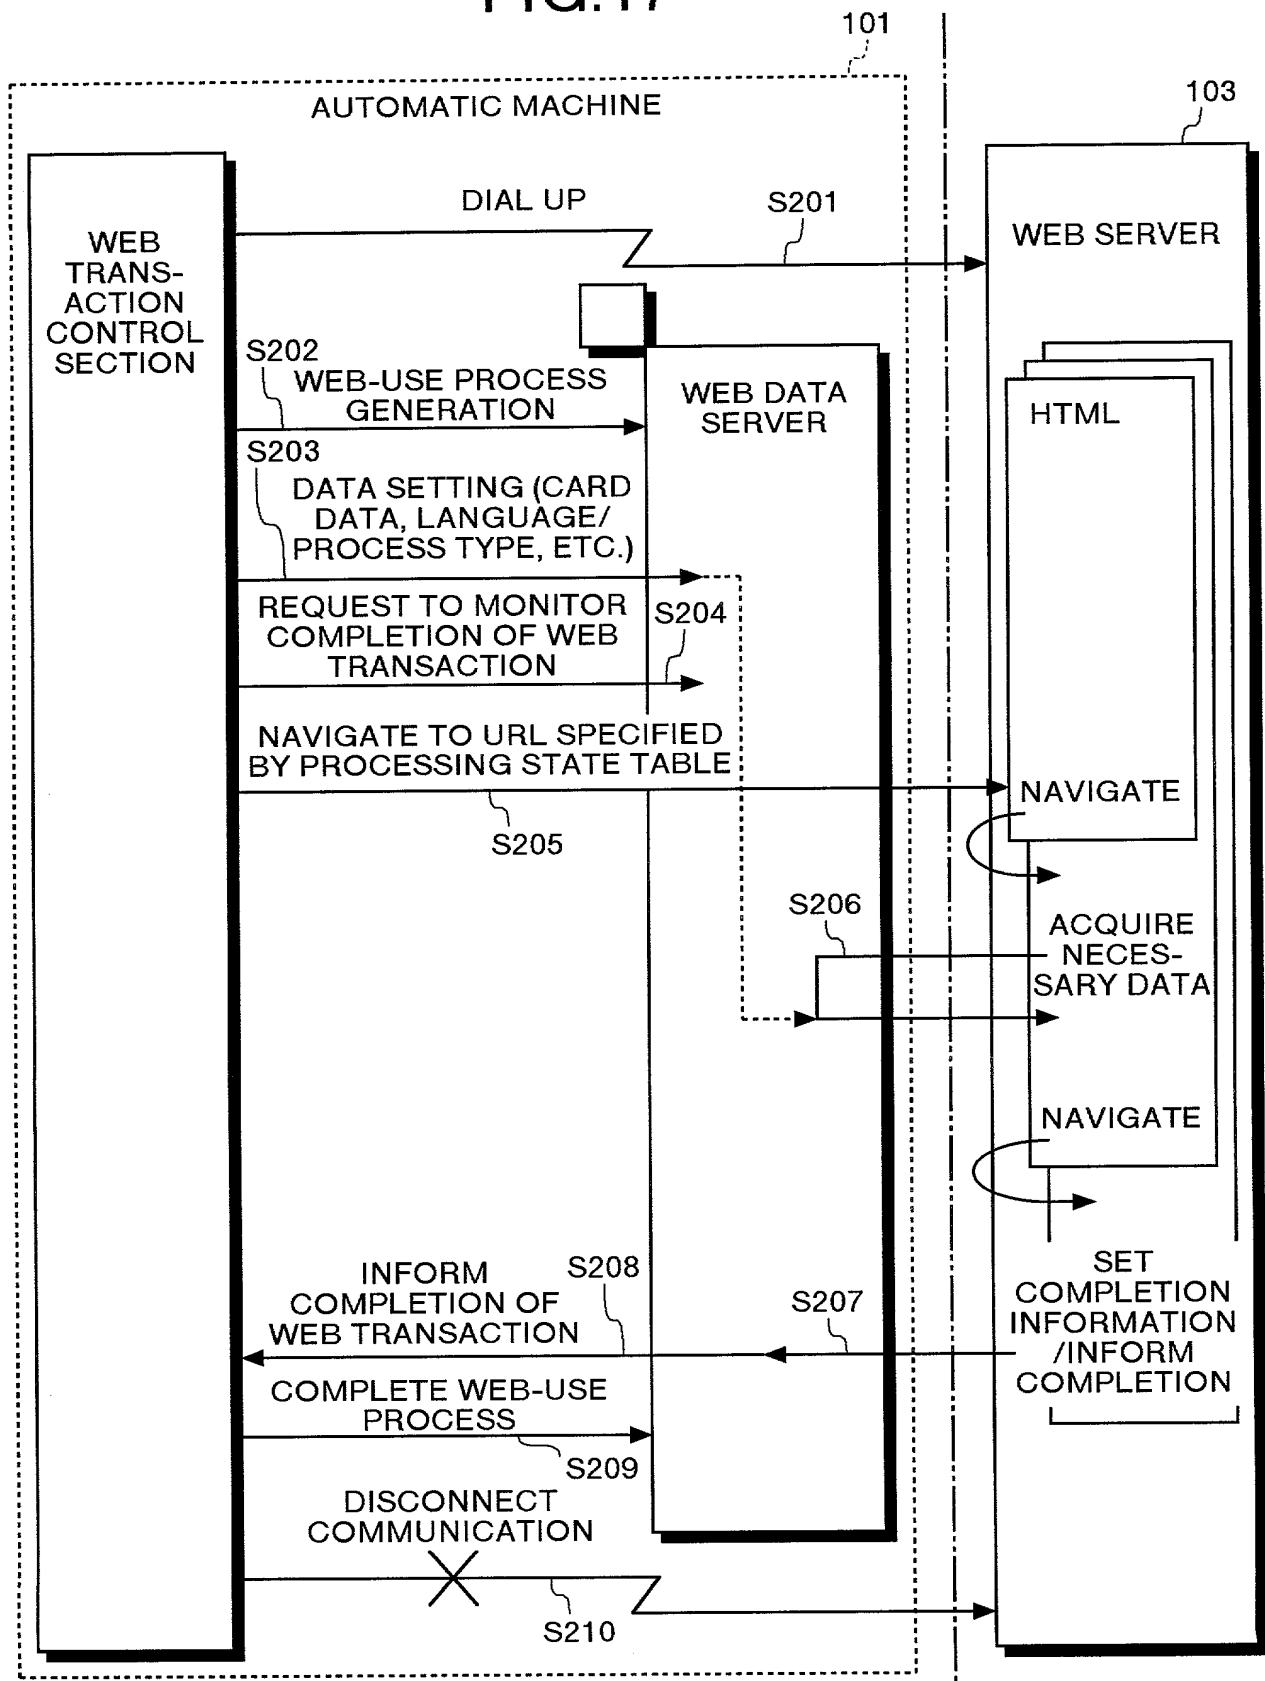 FIG.17
101
AUTOMATIC MACHINE
103
DIAL UP
S201
WEB SERVER
WEB
TRANS-
ACTION
CONTROL
SECTION
S202
WEB-USE PROCESS
GENERATION
WEB DATA
SERVER
HTML
S203
DATA SETTING (CARD
DATA, LANGUAGE/
PROCESS TYPE, ETC.)
REQUEST TO MONITOR
COMPLETION OF WEB
TRANSACTION
S204
NAVIGATE TO URL SPECIFIED
BY PROCESSING STATE TABLE
NAVIGATE
S205
S206
ACQUIRE
NECES-
SARY DATA
NAVIGATE
INFORM
COMPLETION OF
WEB TRANSACTION
S208
S207
SET
COMPLETION
INFORMATION
/INFORM
COMPLETION
COMPLETE WEB-USE
PROCESS
S209
DISCONNECT
COMMUNICATION
S210